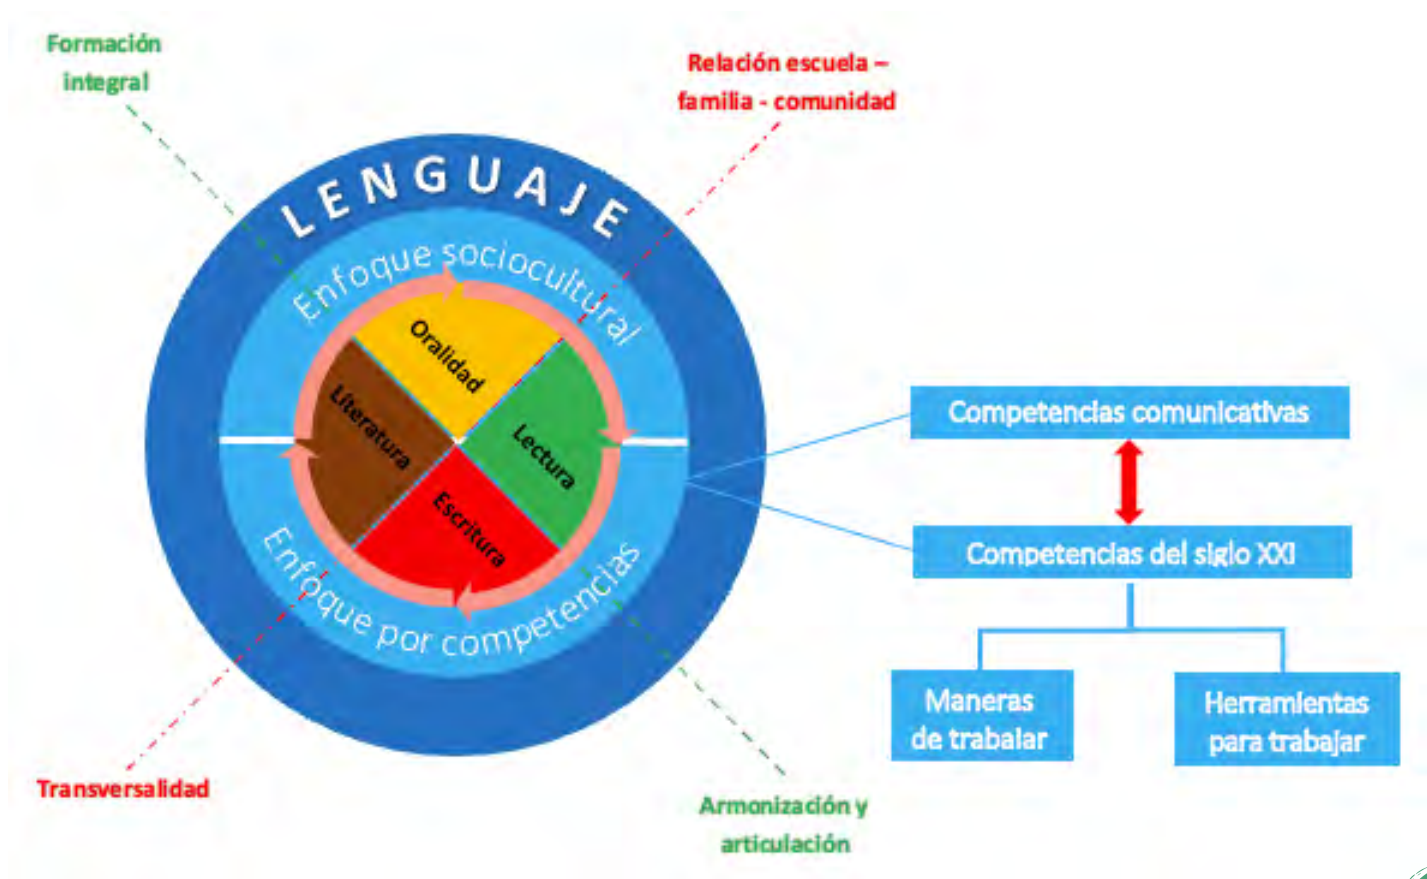 Formación
integral
Relación escuela –
familia - comunidad
LENGUAJE
Enfoque sociocultural
Oralidad
Literatura
Lectura
Escritura
Enfoque por competencias
Competencias comunicativas
Competencias del siglo XXI
Maneras
de trabalar
Herramientas
para trabajar
Transversalidad
Armonización y
articulación